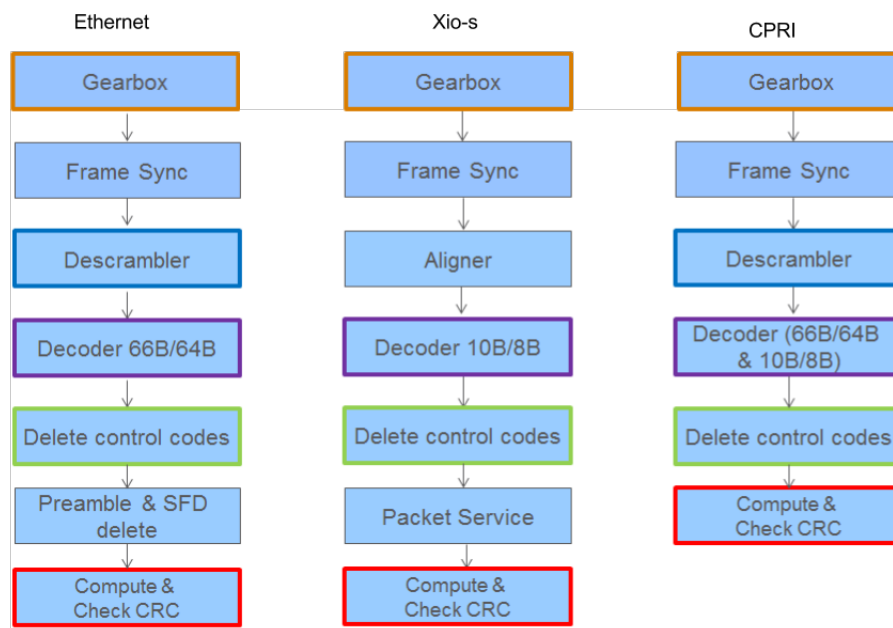 Ethernet
Gearbox
Frame Sync
Descrambler
Decoder 66B/64B
Delete control codes
Preamble & SFD
delete
Compute &
Check CRC
Xio-s
Gearbox
Frame Sync
Aligner
Decoder 10B/8B
Delete control codes
Packet Service
Compute &
Check CRC
CPRI
Gearbox
Frame Sync
Descrambler
Decoder (66B/64B
& 10B/8B)
Delete control codes
Compute &
Check CRC